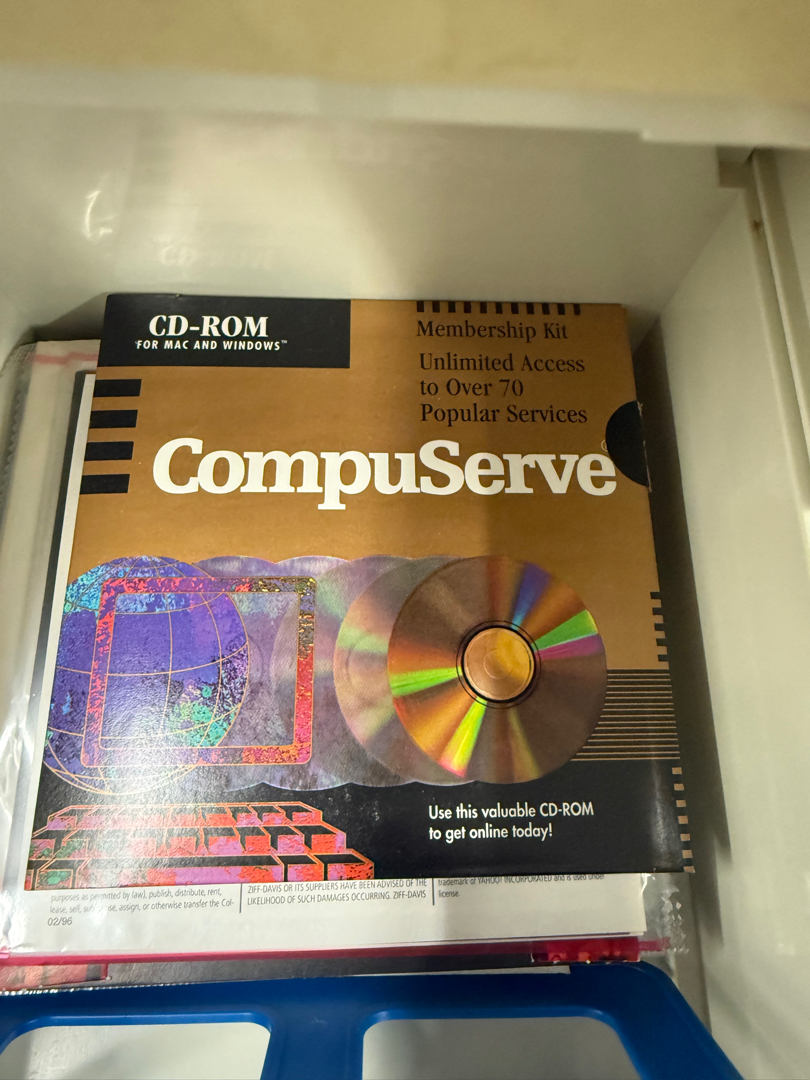 CD-ROM
FOR MAC AND WINDOWS™
Membership Kit
Unlimited Access
to Over 70
Popular Services
CompuServe
Use this valuable CD-ROM
to get online today!
purposes as permitted by law), publish, distribute, rent,
lease, sell, assign, or otherwise transfer the Col-
02/96
ZIFF-DAVIS OR ITS SUPPLIERS HAVE BEEN ADVISED OF THE
LIKELIHOOD OF SUCH DAMAGES OCCURRING. ZIFF-DAVIS
trademark of YAHOO! INCORPORATED and is used under
license.